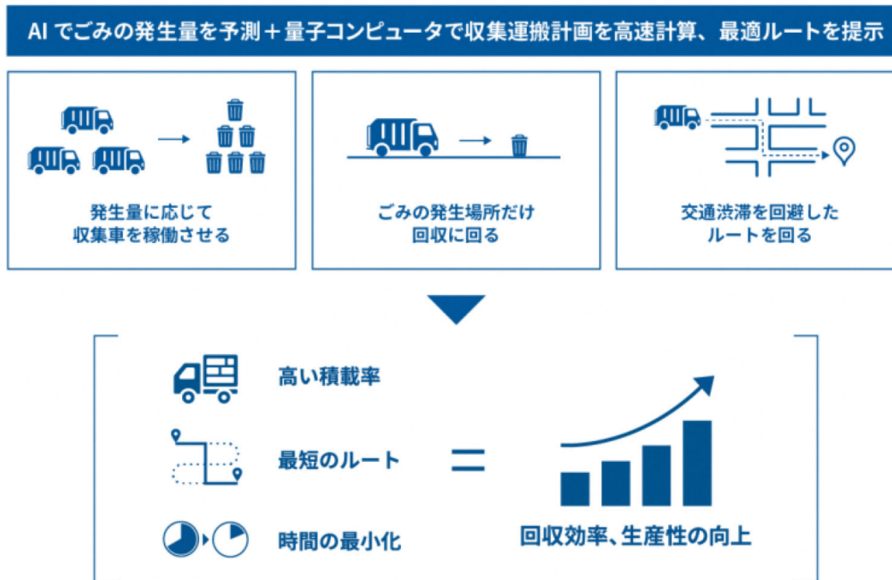 AIでごみの発生量を予測＋量子コンピュータで収集運搬計画を高速計算、最適ルートを提示
発生量に応じて
収集車を稼働させる
ごみの発生場所だけ
回収に回る
交通渋滞を回避した
ルートを回る
高い積載率
最短のルート
時間の最小化
=
回収効率、生産性の向上